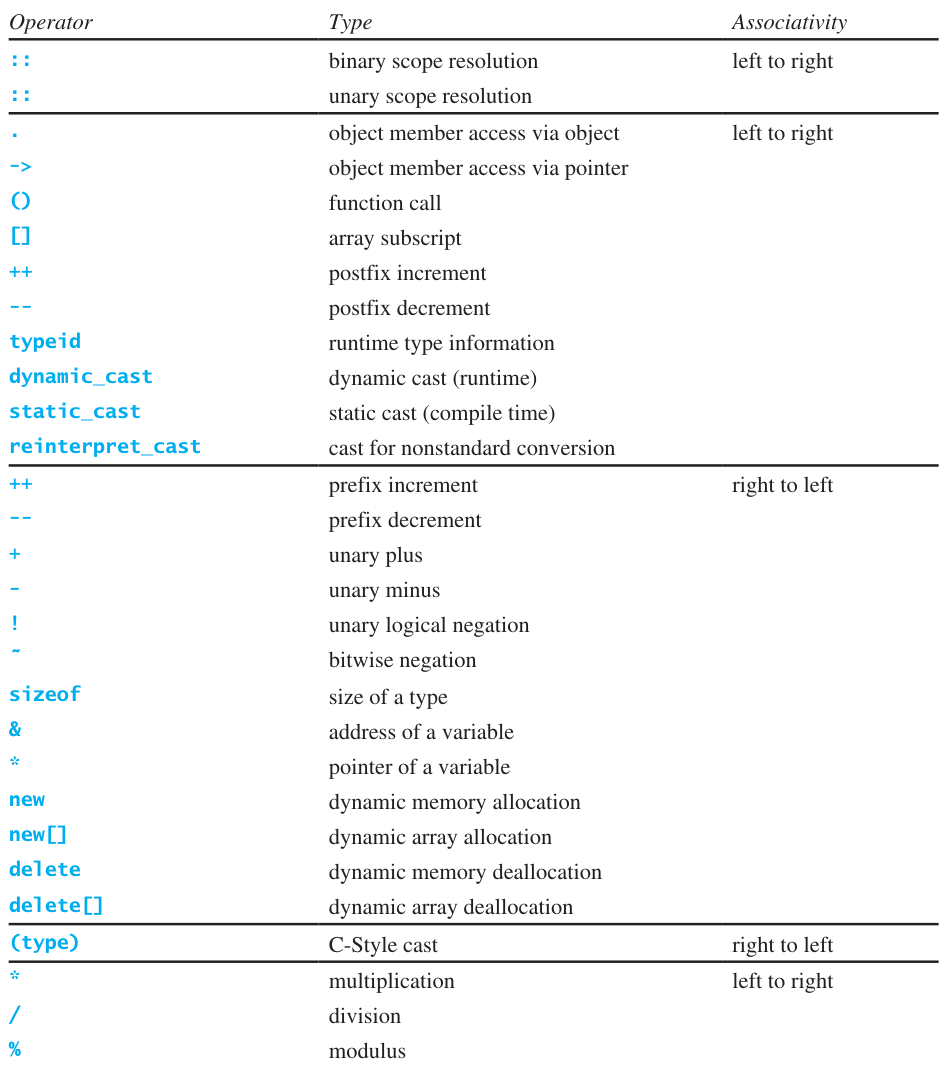 Operator Type Associativity
:: binary scope resolution left to right
:: unary scope resolution
. object member access via object left to right
-> object member access via pointer
() function call
[] array subscript
++ postfix increment
-- postfix decrement
typeid runtime type information
dynamic_cast dynamic cast (runtime)
static_cast static cast (compile time)
reinterpret_cast cast for nonstandard conversion
++ prefix increment right to left
-- prefix decrement
+ unary plus
- unary minus
! unary logical negation
~ bitwise negation
sizeof size of a type
& address of a variable
* pointer of a variable
new dynamic memory allocation
new[] dynamic array allocation
delete dynamic memory deallocation
delete[] dynamic array deallocation
(type) C-Style cast right to left
* multiplication left to right
/ division
% modulus